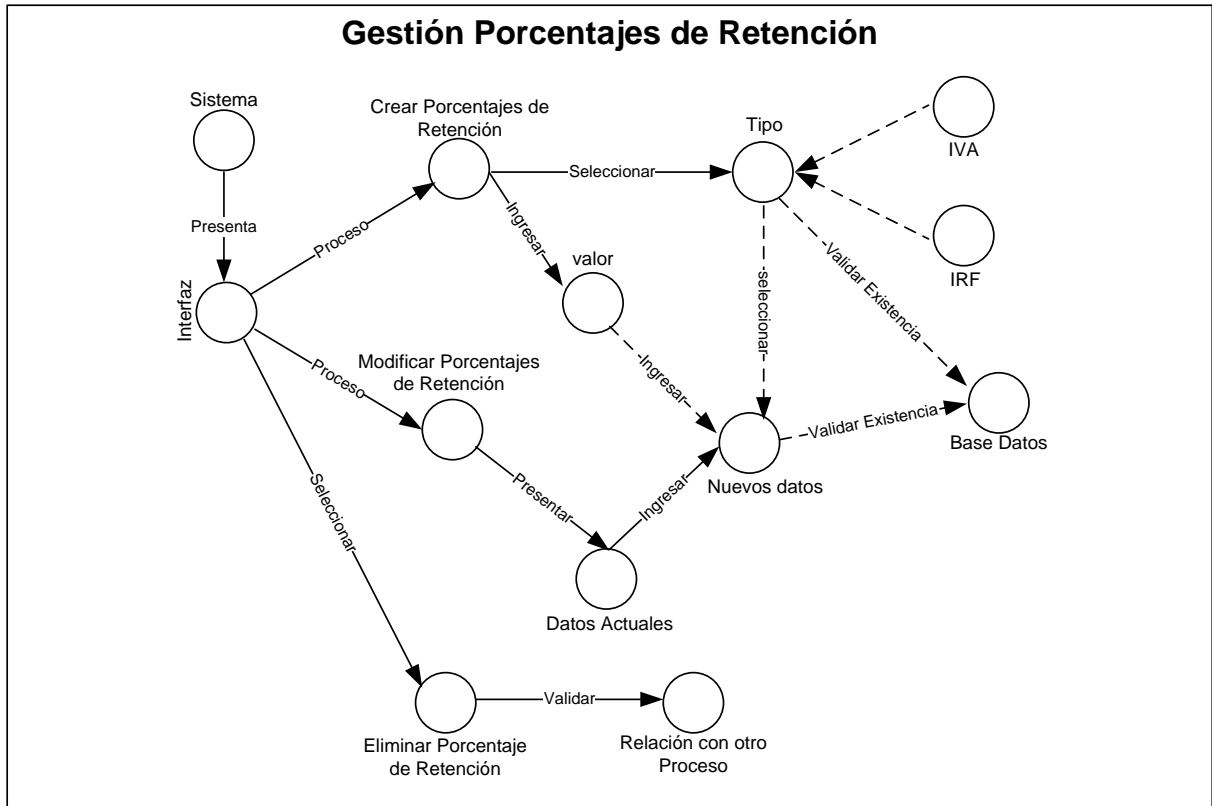 Gestión Porcentajes de Retención
Sistema
Crear Porcentajes de
Retención
Tipo
IVA
Seleccionar
Presenta
Proceso
Ingresar
valor
Validar Existencia
IRF
Interfaz
seleccionar
Modificar Porcentajes
de Retención
Proceso
Ingresar
Validar Existencia
Base Datos
Seleccionar
Presentar
Ingresar
Nuevos datos
Datos Actuales
Validar
Eliminar Porcentaje
de Retención
Relación con otro
Proceso